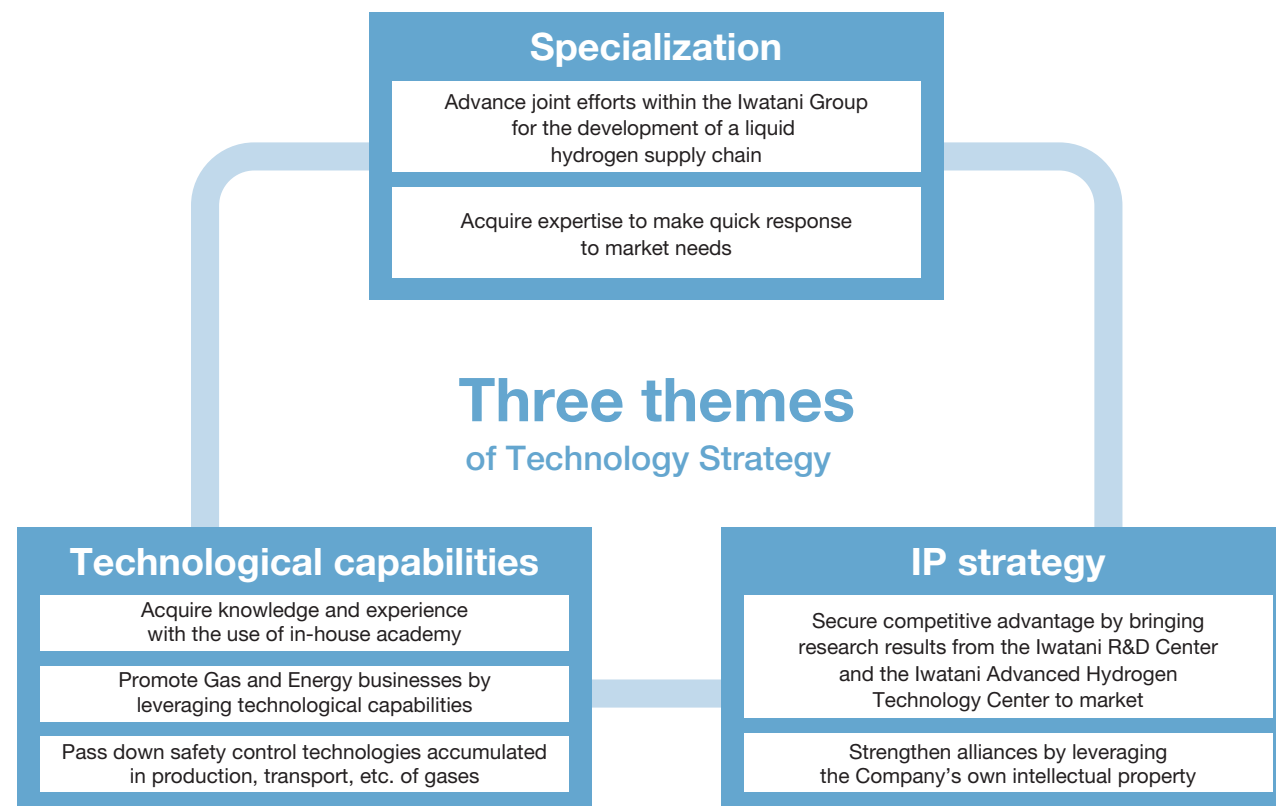 Specialization
Advance joint efforts within the Iwatani Group
for the development of a liquid
hydrogen supply chain
Acquire expertise to make quick response
to market needs
Three themes
of Technology Strategy
Technological capabilities
Acquire knowledge and experience
with the use of in-house academy
Promote Gas and Energy businesses by
leveraging technological capabilities
Pass down safety control technologies accumulated
in production, transport, etc. of gases
IP strategy
Secure competitive advantage by bringing
research results from the Iwatani R&D Center
and the Iwatani Advanced Hydrogen
Technology Center to market
Strengthen alliances by leveraging
the Company’s own intellectual property